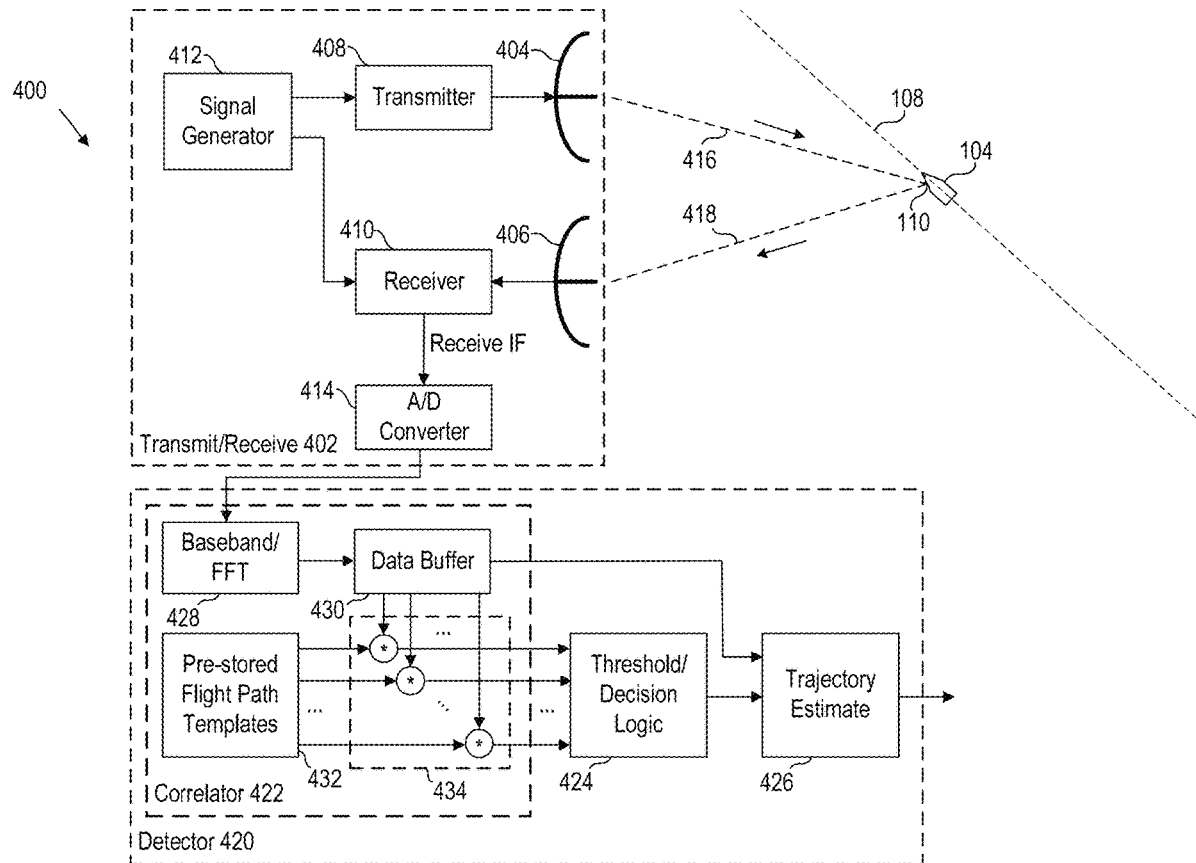 400
412
Signal
Generator
408
Transmitter
404
416
108
104
110
418
410
Receiver
406
Receive IF
414
A/D
Converter
Transmit/Receive 402
Baseband/
FFT
428
Data Buffer
430
...
Pre-stored
Flight Path
Templates
432
*
*
*
...
...
...
434
Threshold/
Decision
Logic
424
Trajectory
Estimate
426
Correlator 422
Detector 420